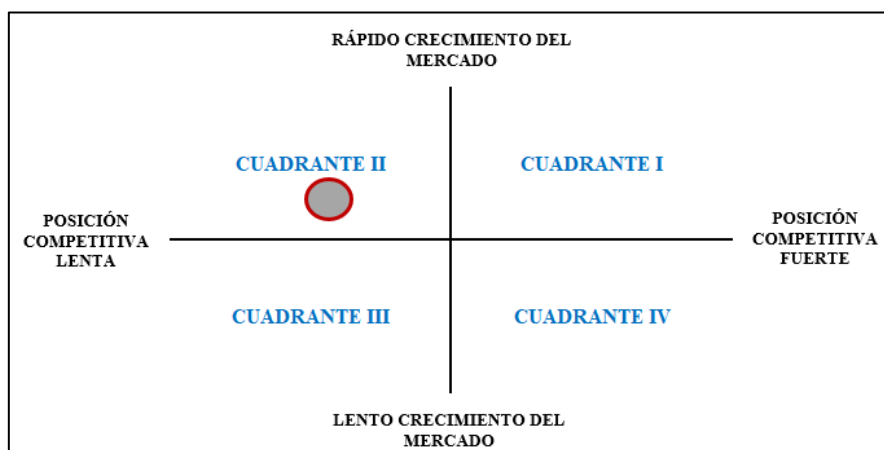 RÁPIDO CRECIMIENTO DEL
MERCADO
CUADRANTE II
CUADRANTE I
POSICIÓN
COMPETITIVA
LENTA
POSICIÓN
COMPETITIVA
FUERTE
CUADRANTE III
CUADRANTE IV
LENTO CRECIMIENTO DEL
MERCADO